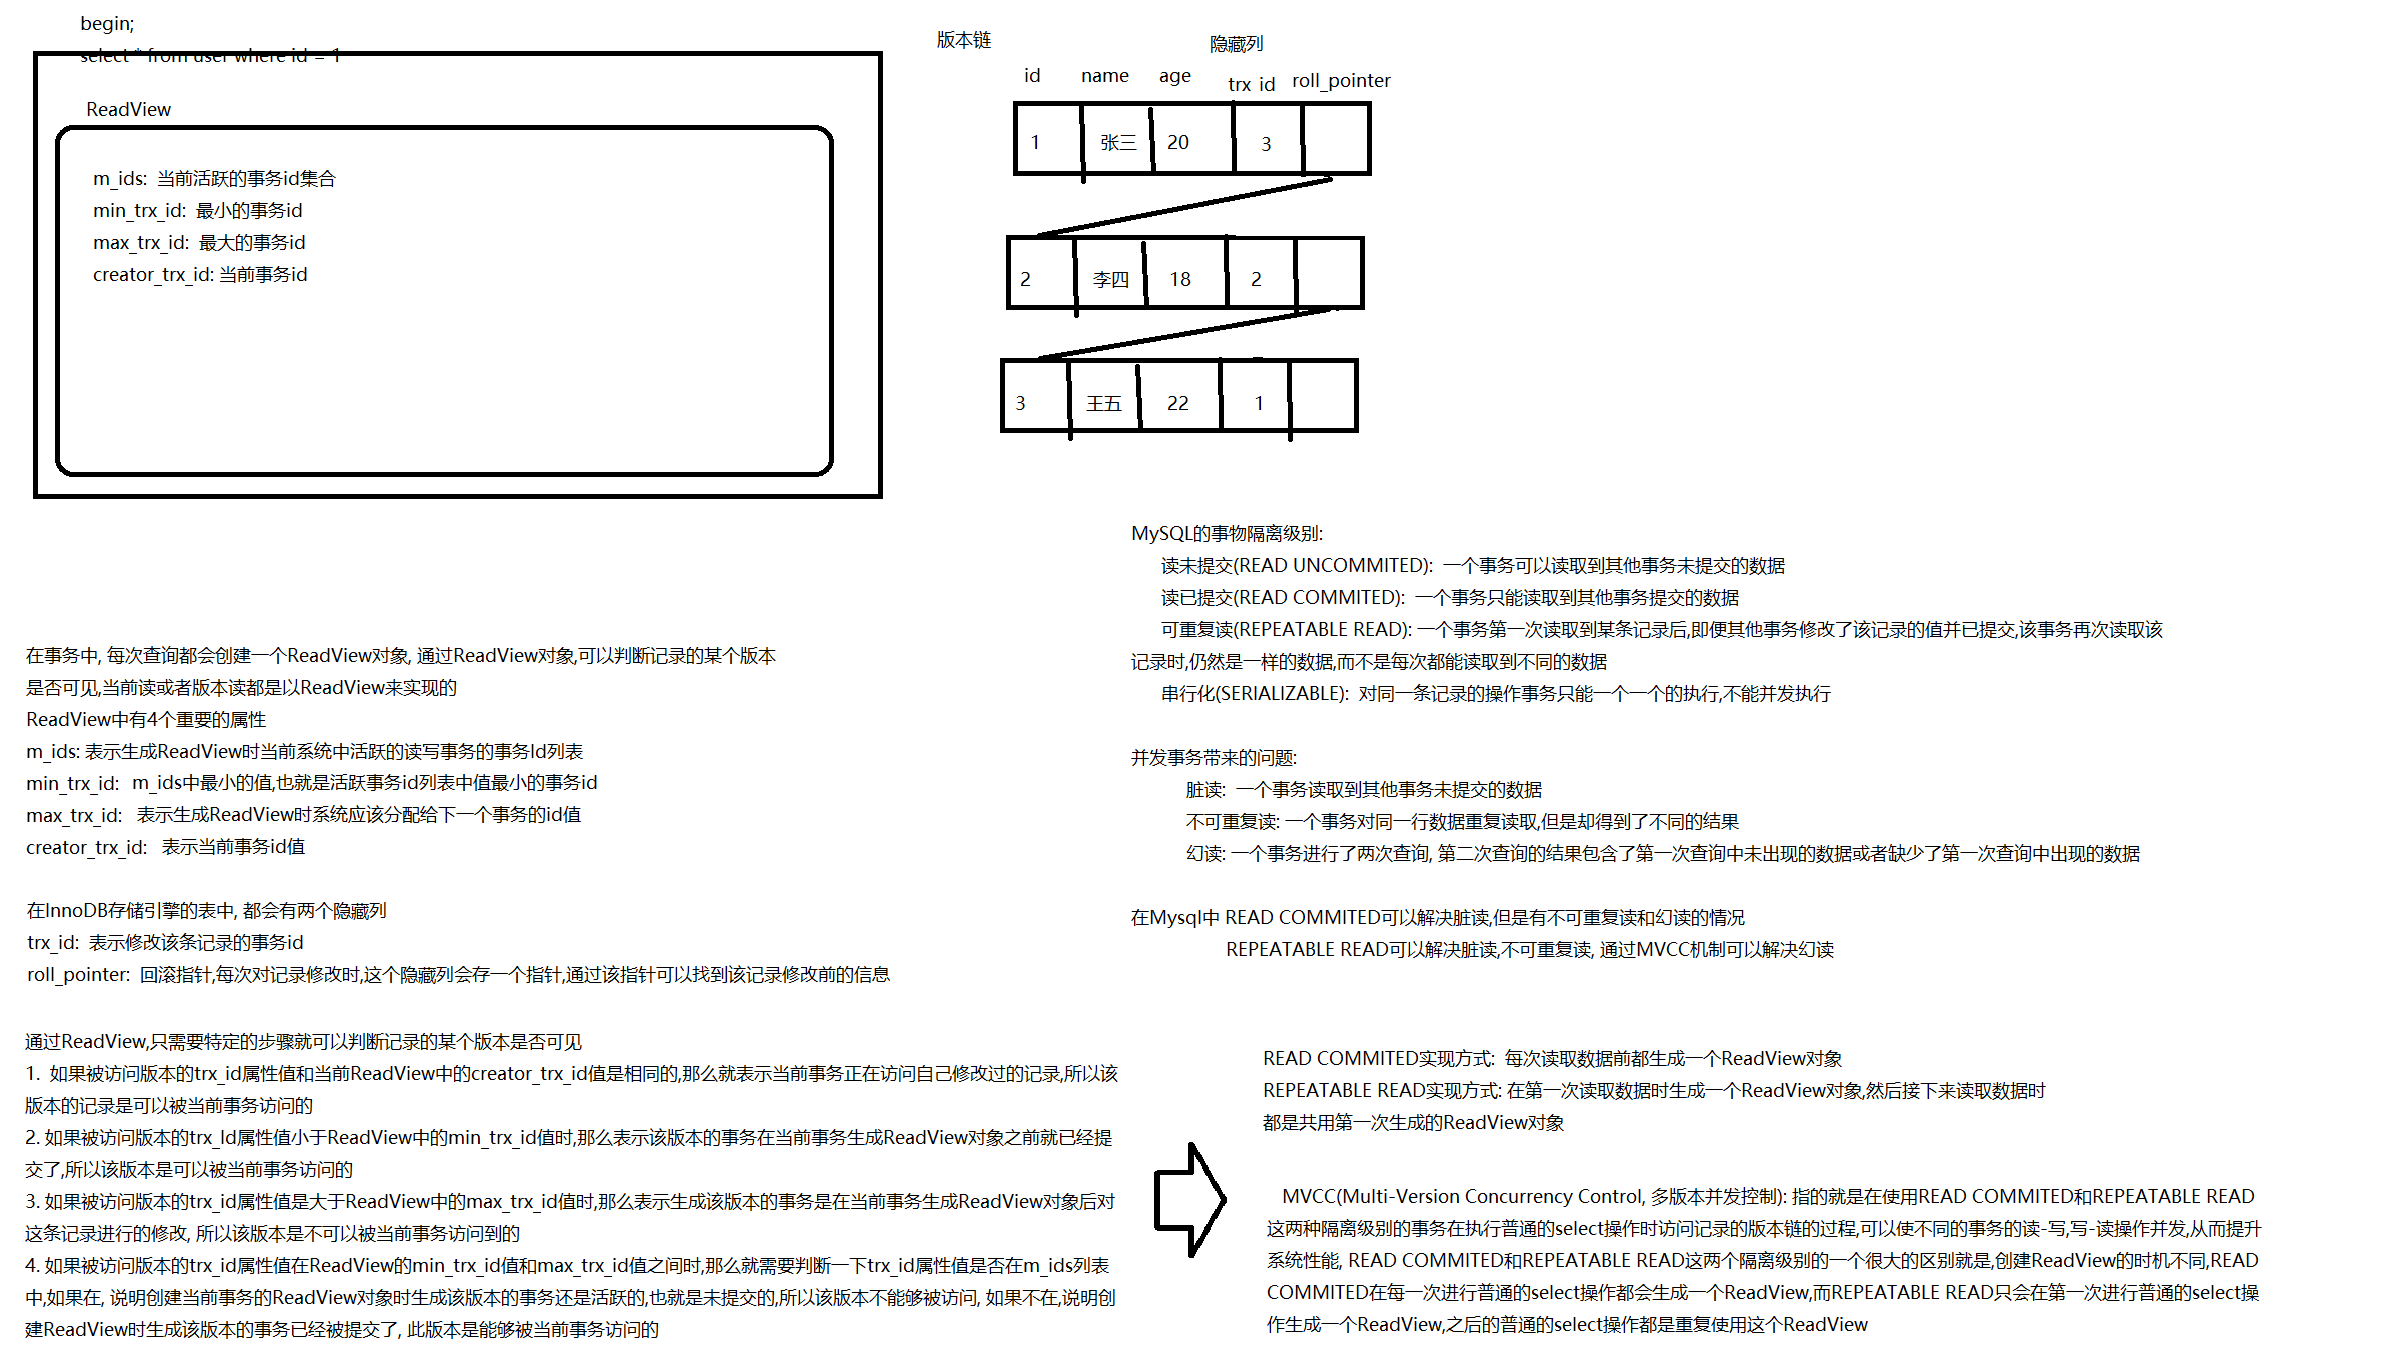 begin;
select * from user where id = 1
ReadView
m_ids:  当前活跃的事务id集合
min_trx_id:  最小的事务id
max_trx_id:  最大的事务id
creator_trx_id: 当前事务id
版本链
隐藏列
id name age trx_id roll_pointer
1 张三 20 3
2 李四 18 2
3 王五 22 1
在事务中, 每次查询都会创建一个ReadView对象, 通过ReadView对象,可以判断记录的某个版本
是否可见,当前读或者版本读都是以ReadView来实现的
ReadView中有4个重要的属性
m_ids: 表示生成ReadView时当前系统中活跃的读写事务的事务Id列表
min_trx_id:   m_ids中最小的值,也就是活跃事务id列表中值最小的事务id
max_trx_id:   表示生成ReadView时系统应该分配给下一个事务的id值
creator_trx_id:   表示当前事务id值
在InnoDB存储引擎的表中, 都会有两个隐藏列
trx_id:  表示修改该条记录的事务id
roll_pointer:  回滚指针,每次对记录修改时,这个隐藏列会存一个指针,通过该指针可以找到该记录修改前的信息
通过ReadView,只需要特定的步骤就可以判断记录的某个版本是否可见
1.  如果被访问版本的trx_id属性值和当前ReadView中的creator_trx_id值是相同的,那么就表示当前事务正在访问自己修改过的记录,所以该
版本的记录是可以被当前事务访问的
2. 如果被访问版本的trx_Id属性值小于ReadView中的min_trx_id值时,那么表示该版本的事务在当前事务生成ReadView对象之前就已经提
交了,所以该版本是可以被当前事务访问的
3. 如果被访问版本的trx_id属性值是大于ReadView中的max_trx_id值时,那么表示生成该版本的事务是在当前事务生成ReadView对象后对
这条记录进行的修改, 所以该版本是不可以被当前事务访问到的
4. 如果被访问版本的trx_id属性值在ReadView的min_trx_id值和max_trx_id值之间时,那么就需要判断一下trx_id属性值是否在m_ids列表
中,如果在, 说明创建当前事务的ReadView对象时生成该版本的事务还是活跃的,也就是未提交的,所以该版本不能够被访问, 如果不在,说明创
建ReadView时生成该版本的事务已经被提交了, 此版本是能够被当前事务访问的
MySQL的事物隔离级别:
读未提交(READ UNCOMMITED):  一个事务可以读取到其他事务未提交的数据
读已提交(READ COMMITED):  一个事务只能读取到其他事务提交的数据
可重复读(REPEATABLE READ): 一个事务第一次读取到某条记录后,即便其他事务修改了该记录的值并已提交,该事务再次读取该
记录时,仍然是一样的数据,而不是每次都能读取到不同的数据
串行化(SERIALIZABLE):  对同一条记录的操作事务只能一个一个的执行,不能并发执行
并发事务带来的问题:
脏读:  一个事务读取到其他事务未提交的数据
不可重复读: 一个事务对同一行数据重复读取,但是却得到了不同的结果
幻读: 一个事务进行了两次查询, 第二次查询的结果包含了第一次查询中未出现的数据或者缺少了第一次查询中出现的数据
在Mysql中 READ COMMITED可以解决脏读,但是有不可重复读和幻读的情况
REPEATABLE READ可以解决脏读,不可重复读, 通过MVCC机制可以解决幻读
READ COMMITED实现方式:  每次读取数据前都生成一个ReadView对象
REPEATABLE READ实现方式: 在第一次读取数据时生成一个ReadView对象,然后接下来读取数据时
都是共用第一次生成的ReadView对象
MVCC(Multi-Version Concurrency Control, 多版本并发控制): 指的就是在使用READ COMMITED和REPEATABLE READ
这两种隔离级别的事务在执行普通的select操作时访问记录的版本链的过程,可以使不同的事务的读-写,写-读操作并发,从而提升
系统性能, READ COMMITED和REPEATABLE READ这两个隔离级别的一个很大的区别就是,创建ReadView的时机不同,READ
COMMITED在每一次进行普通的select操作都会生成一个ReadView,而REPEATABLE READ只会在第一次进行普通的select操
作生成一个ReadView,之后的普通的select操作都是重复使用这个ReadView